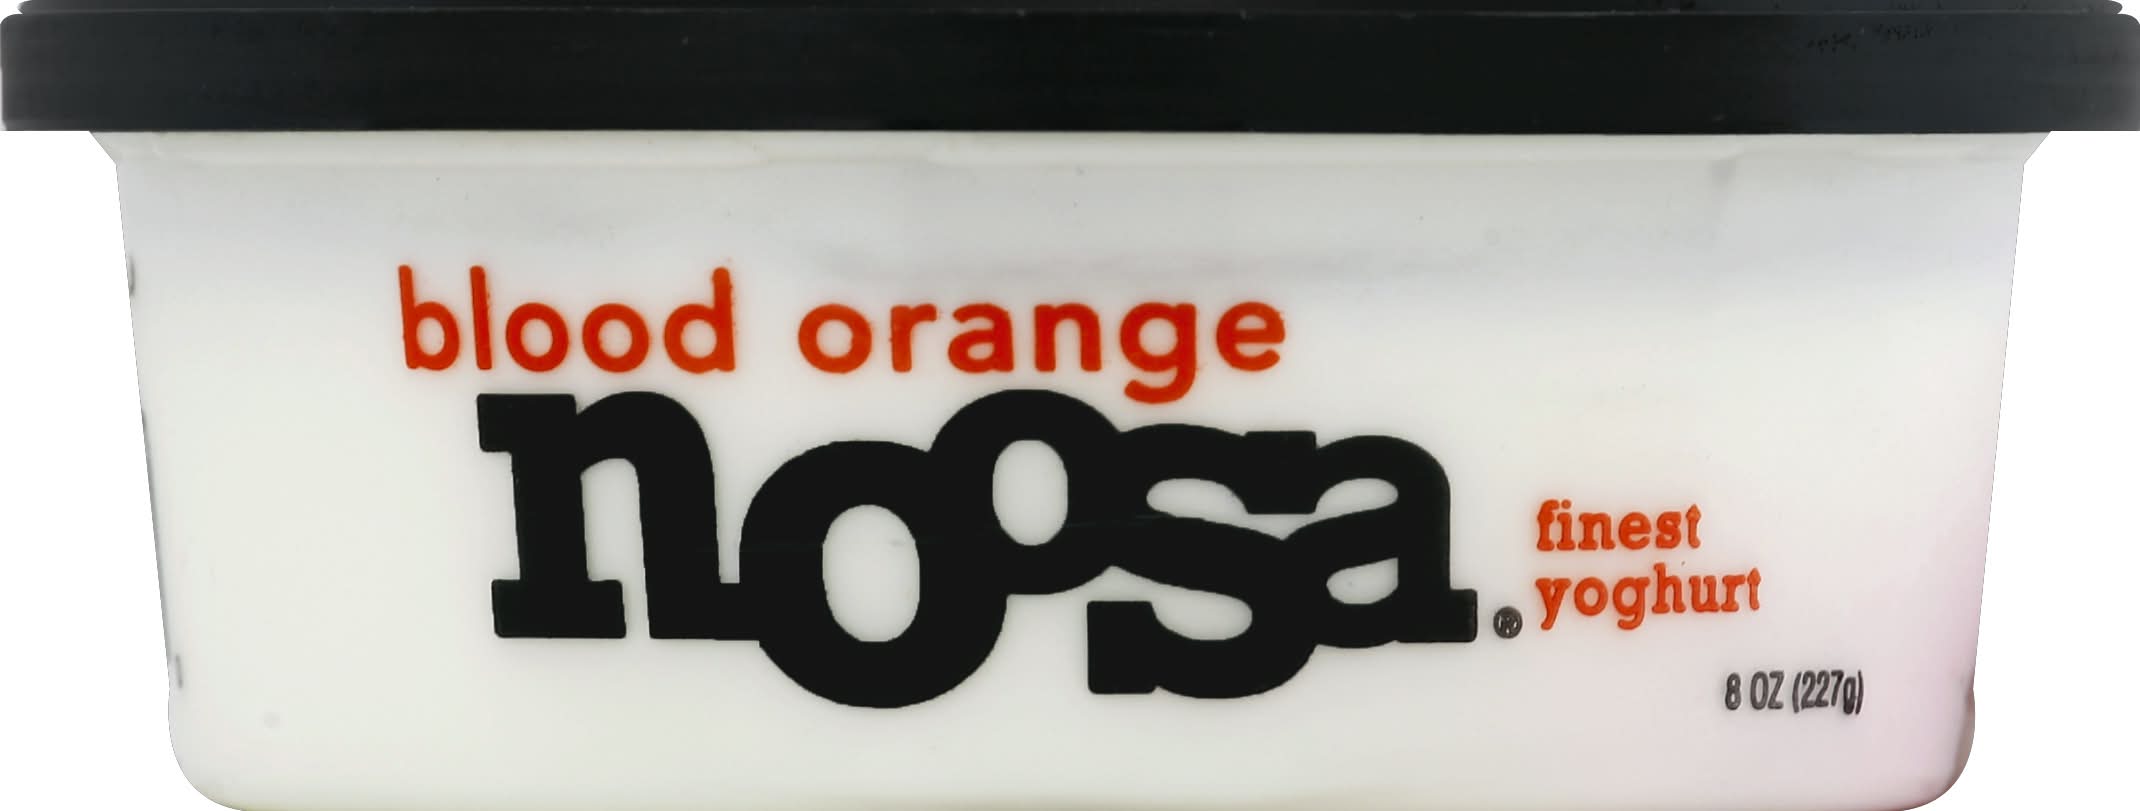 blood orange
noosa®
finest
yoghurt
8 OZ (227g)